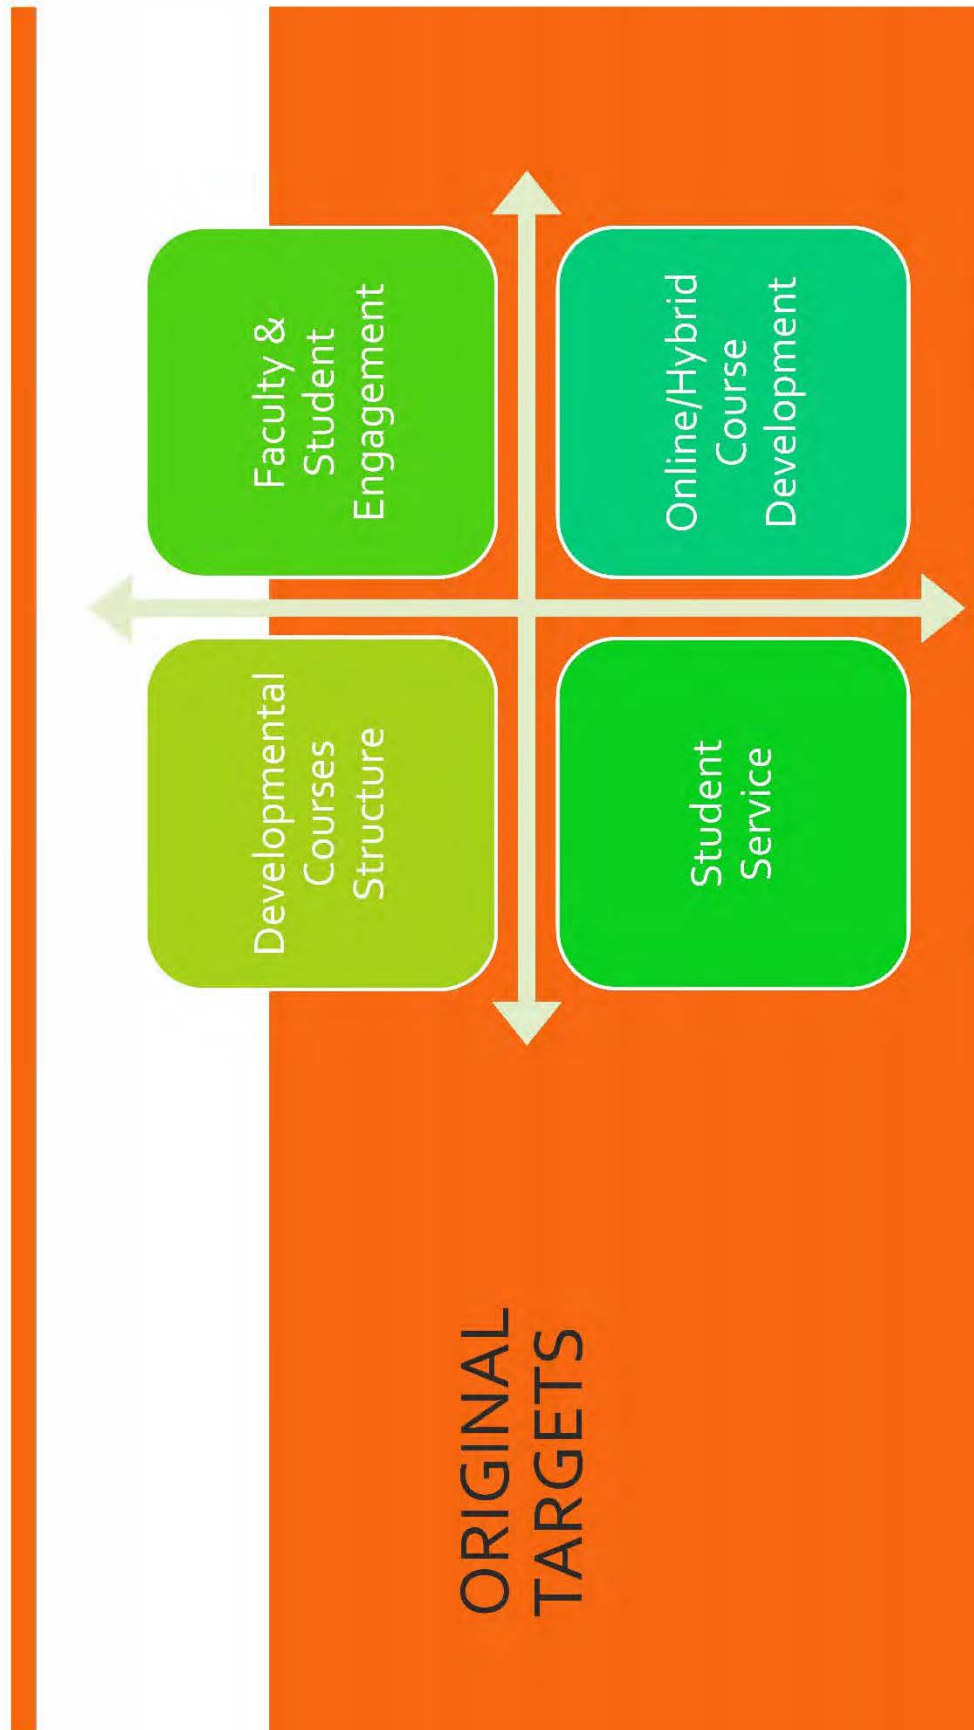 ORIGINAL
TARGETS
Developmental
Courses
Structure
Faculty &
Student
Engagement
Student
Service
Online/Hybrid
Course
Development